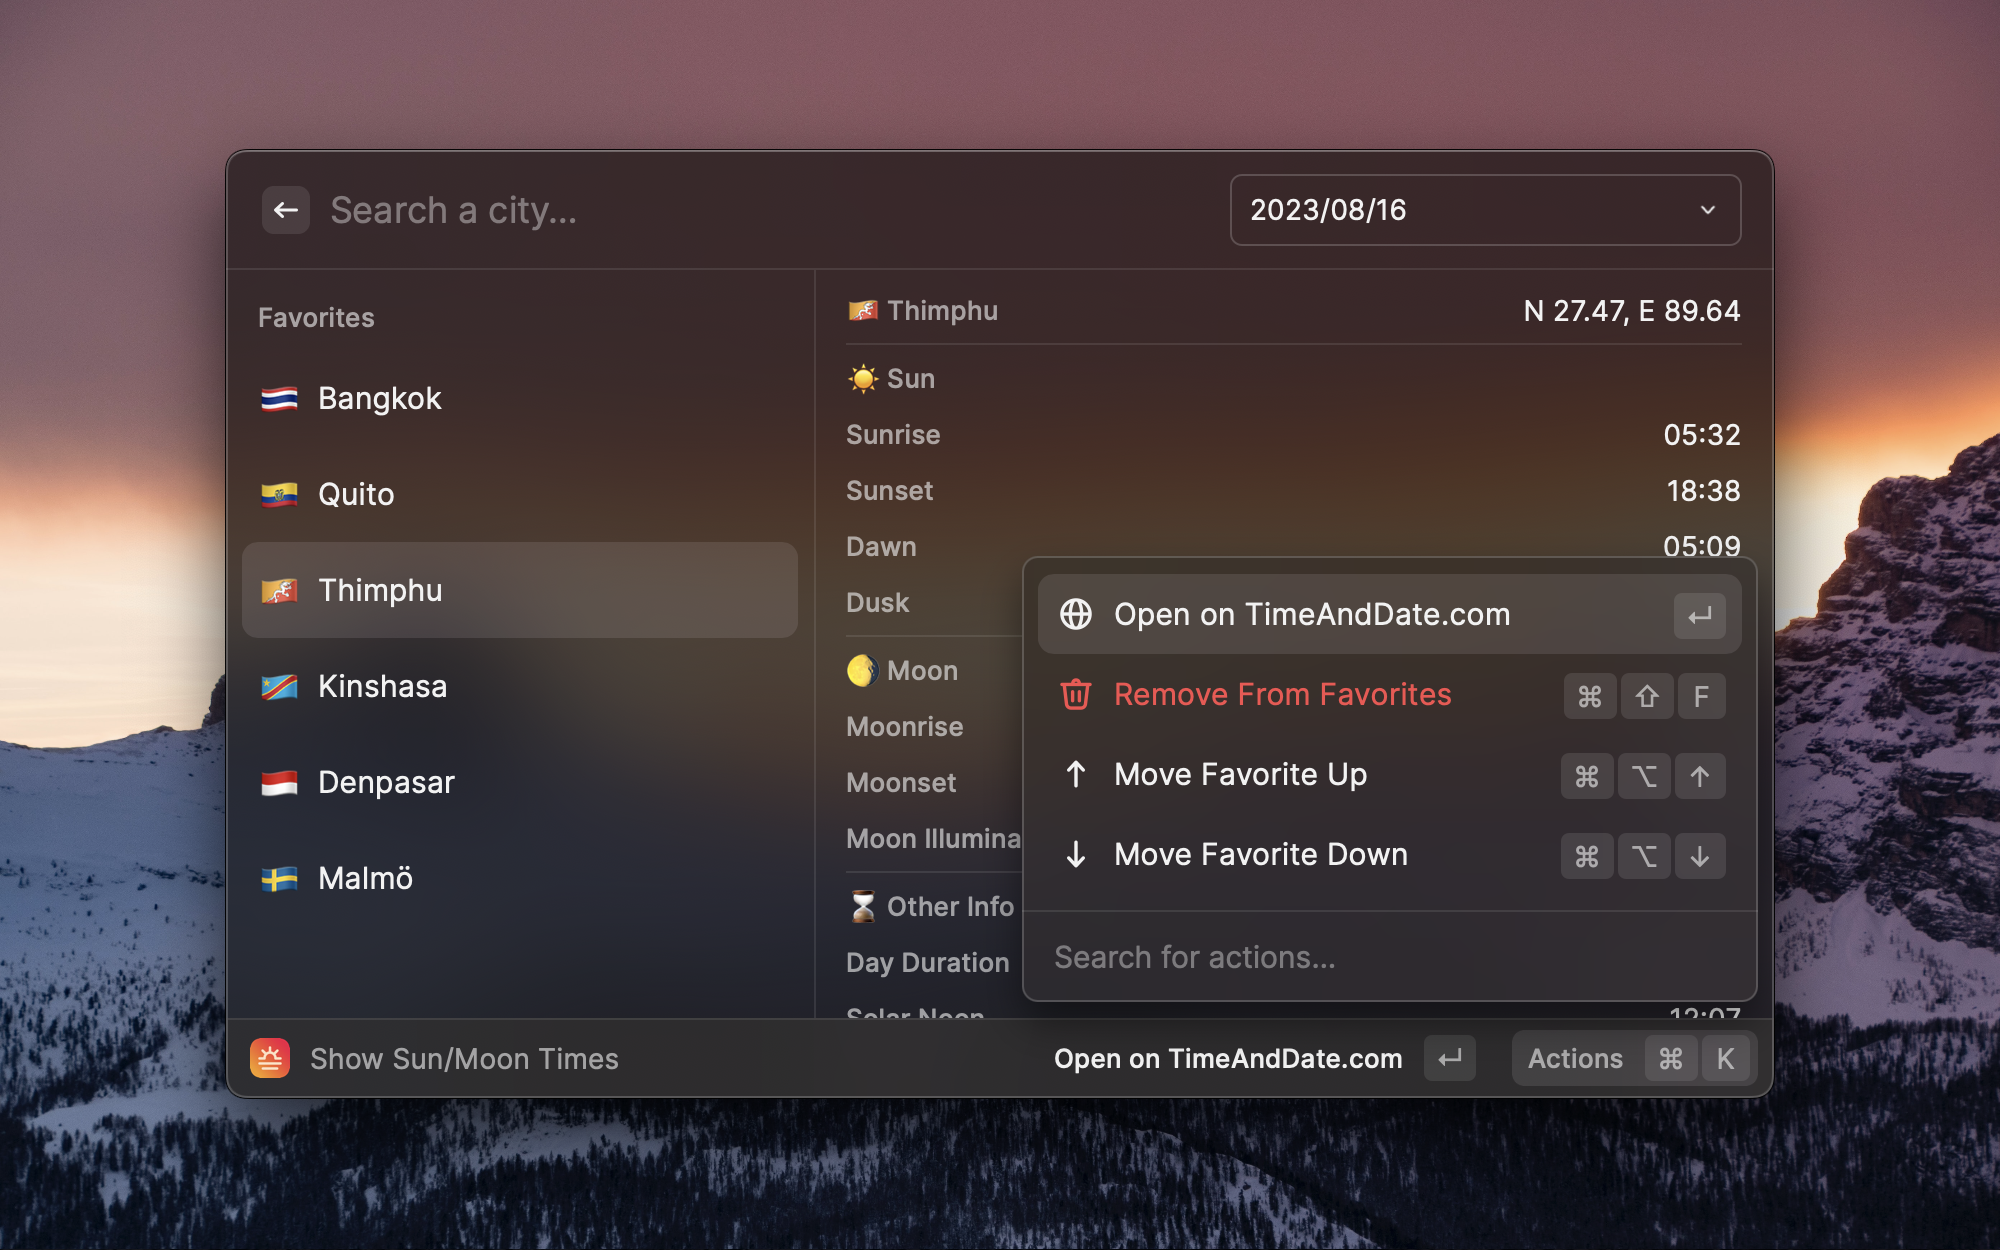 Search a city...
2023/08/16
Favorites
Bangkok
Quito
Thimphu
Kinshasa
Denpasar
Malmö
Thimphu N 27.47, E 89.64
Sun
Sunrise 05:32
Sunset 18:38
Dawn 05:09
Dusk
Moon
Moonrise
Moonset
Moon Illumina
Other Info
Day Duration
Solar Noon 12:07
Open on TimeAndDate.com ↵
Remove From Favorites ⌘ ⇧ F
Move Favorite Up ⌘ ⌥ ↑
Move Favorite Down ⌘ ⌥ ↓
Search for actions...
Show Sun/Moon Times
Open on TimeAndDate.com ↵
Actions ⌘ K